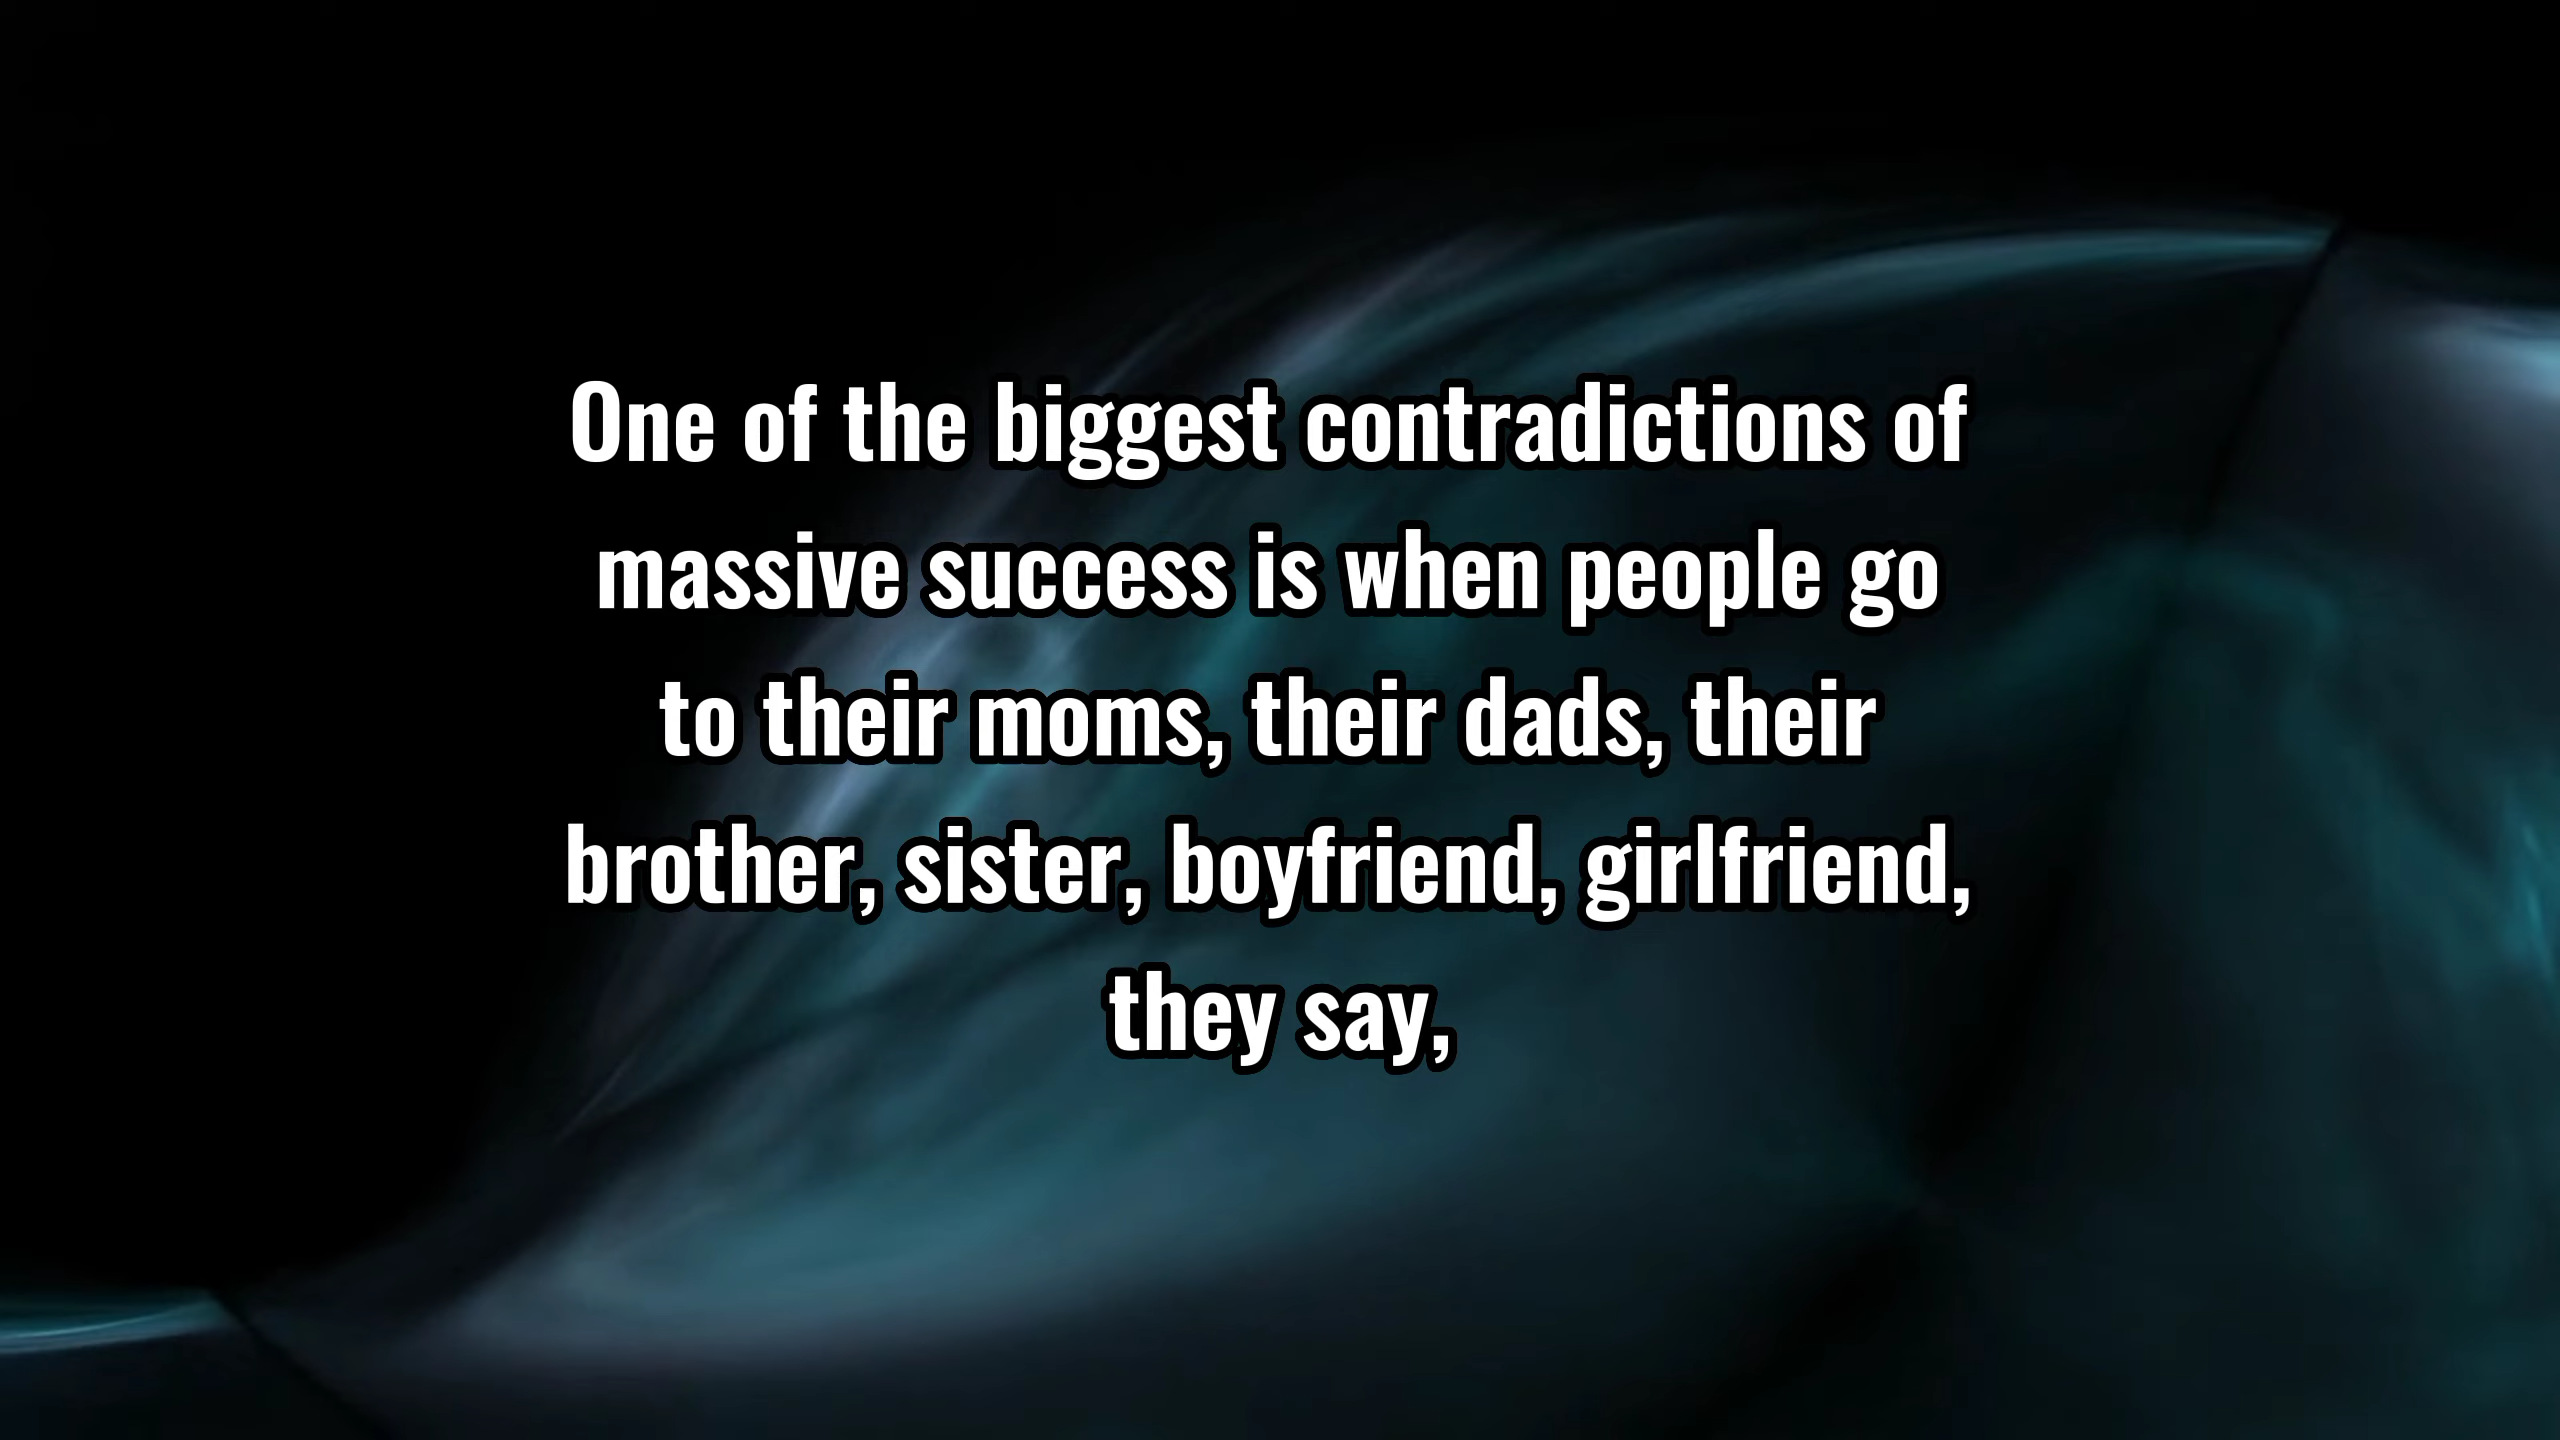 One of the biggest contradictions of
massive success is when people go
to their moms, their dads, their
brother, sister, boyfriend, girlfriend,
they say,